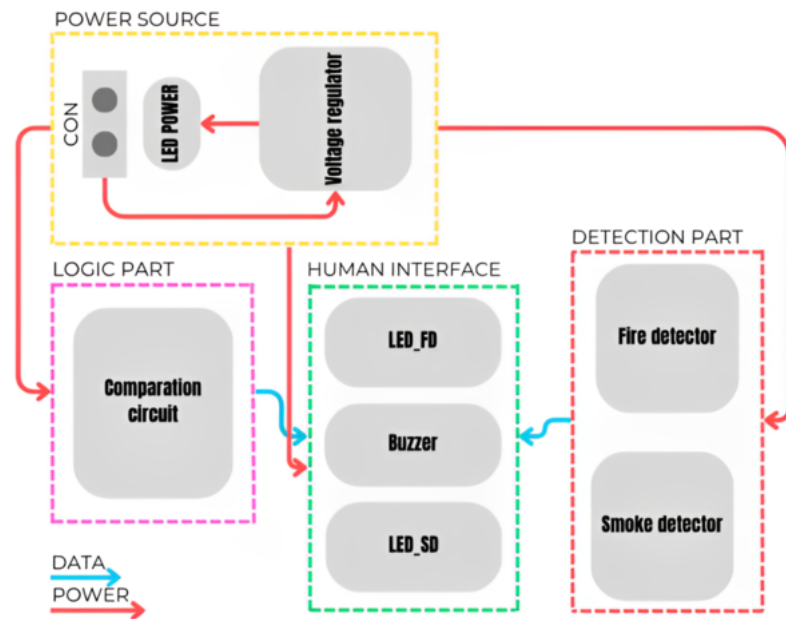 POWER SOURCE
CON
LED POWER
Voltage regulator
LOGIC PART
HUMAN INTERFACE
DETECTION PART
Comparation
circuit
LED_FD
Buzzer
LED_SD
Fire detector
Smoke detector
DATA
POWER